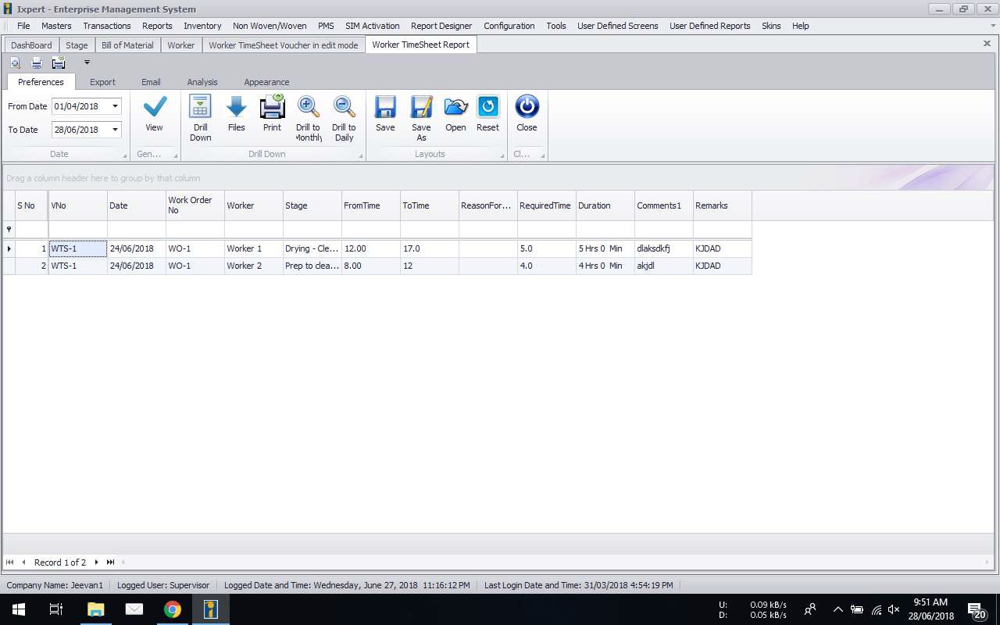 Ixpert - Enterprise Management System
File Masters Transactions Reports Inventory Non Woven/Woven PMS SIM Activation Report Designer Configuration Tools User Defined Screens User Defined Reports Skins Help
DashBoard Stage Bill of Material Worker Worker TimeSheet Voucher in edit mode Worker TimeSheet Report
Preferences Export Email Analysis Appearance
From Date 01/04/2018
To Date 28/06/2018
View
Drill Down
Files
Print
Drill to Monthly
Drill to Daily
Save
Save As
Open
Reset
Close
Date Gen... Drill Down Layouts Cl...
Drag a column header here to group by that column
S No VNo Date Work Order No Worker Stage FromTime ToTime ReasonFor... RequiredTime Duration Comments1 Remarks
1 WTS-1 24/06/2018 WO-1 Worker 1 Drying - Cle... 12.00 17.0 5.0 5 Hrs 0 Min dlaksdkfj KJDAD
2 WTS-1 24/06/2018 WO-1 Worker 2 Prep to clea... 8.00 12 4.0 4 Hrs 0 Min akjdl KJDAD
Record 1 of 2
Company Name: Jeevan1 Logged User: Supervisor Logged Date and Time: Wednesday, June 27, 2018 11:16:12 PM Last Login Date and Time: 31/03/2018 4:54:19 PM
U: 0.09 kB/s
D: 0.05 kB/s
9:51 AM
28/06/2018
20